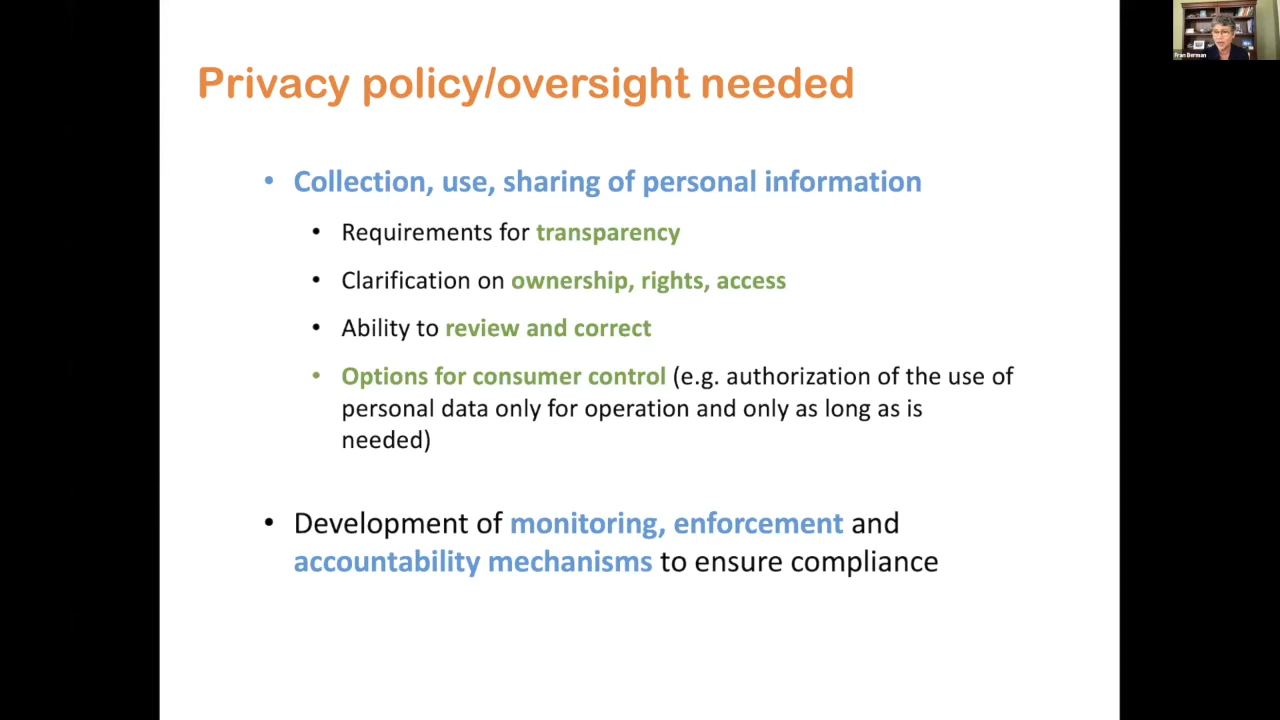 Privacy policy/oversight needed
• Collection, use, sharing of personal information
• Requirements for transparency
• Clarification on ownership, rights, access
• Ability to review and correct
• Options for consumer control (e.g. authorization of the use of
personal data only for operation and only as long as is
needed)
• Development of monitoring, enforcement and
accountability mechanisms to ensure compliance
Fran Berman